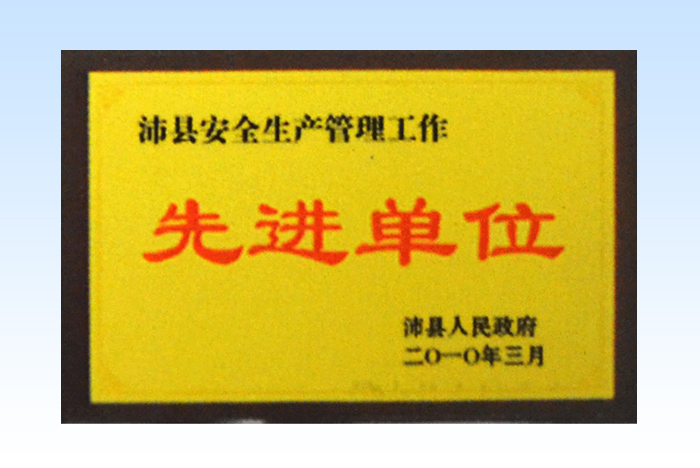 沛县安全生产管理工作
先进单位
沛县人民政府
二〇一〇年三月